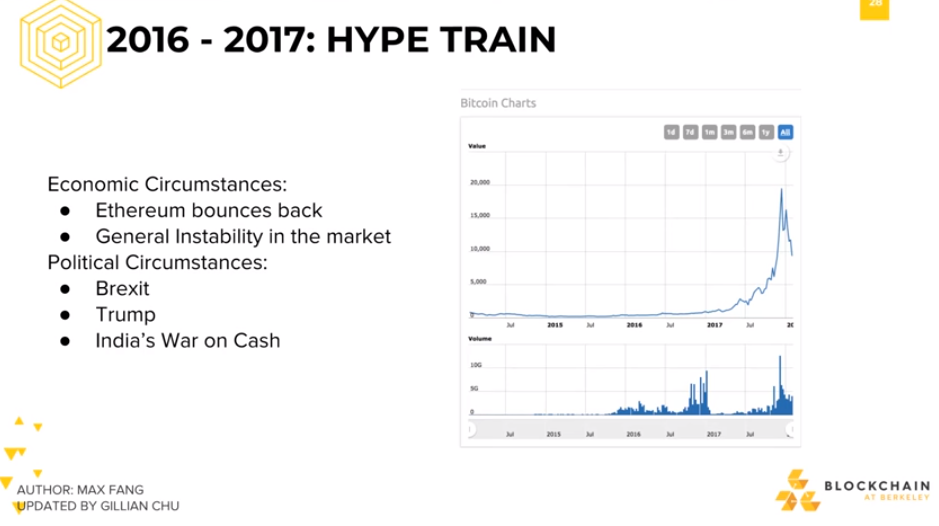 28
2016 - 2017: HYPE TRAIN
Economic Circumstances:
● Ethereum bounces back
● General Instability in the market
Political Circumstances:
● Brexit
● Trump
● India's War on Cash
Bitcoin Charts
1d 7d 1m 3m 6m 1y All
Value
20,000
15,000
10,000
5,000
0
Jul 2015 Jul 2016 Jul 2017 Jul 20
Volume
10G
5G
0
Jul 2015 Jul 2016 Jul 2017 Jul
AUTHOR: MAX FANG
UPDATED BY GILLIAN CHU
BLOCKCHAIN
AT BERKELEY